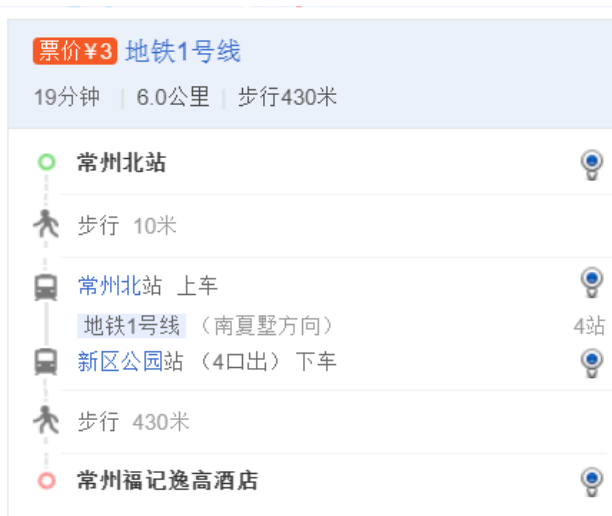 票价¥3 地铁1号线
19分钟 | 6.0公里 | 步行430米
常州北站
步行 10米
常州北站 上车
地铁1号线 (南夏墅方向) 4站
新区公园站 (4口出) 下车
步行 430米
常州福记逸高酒店